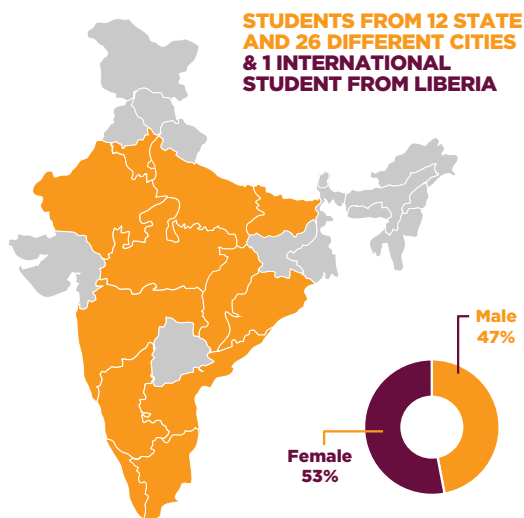 STUDENTS FROM 12 STATE
AND 26 DIFFERENT CITIES
& 1 INTERNATIONAL
STUDENT FROM LIBERIA
Male
47%
Female
53%